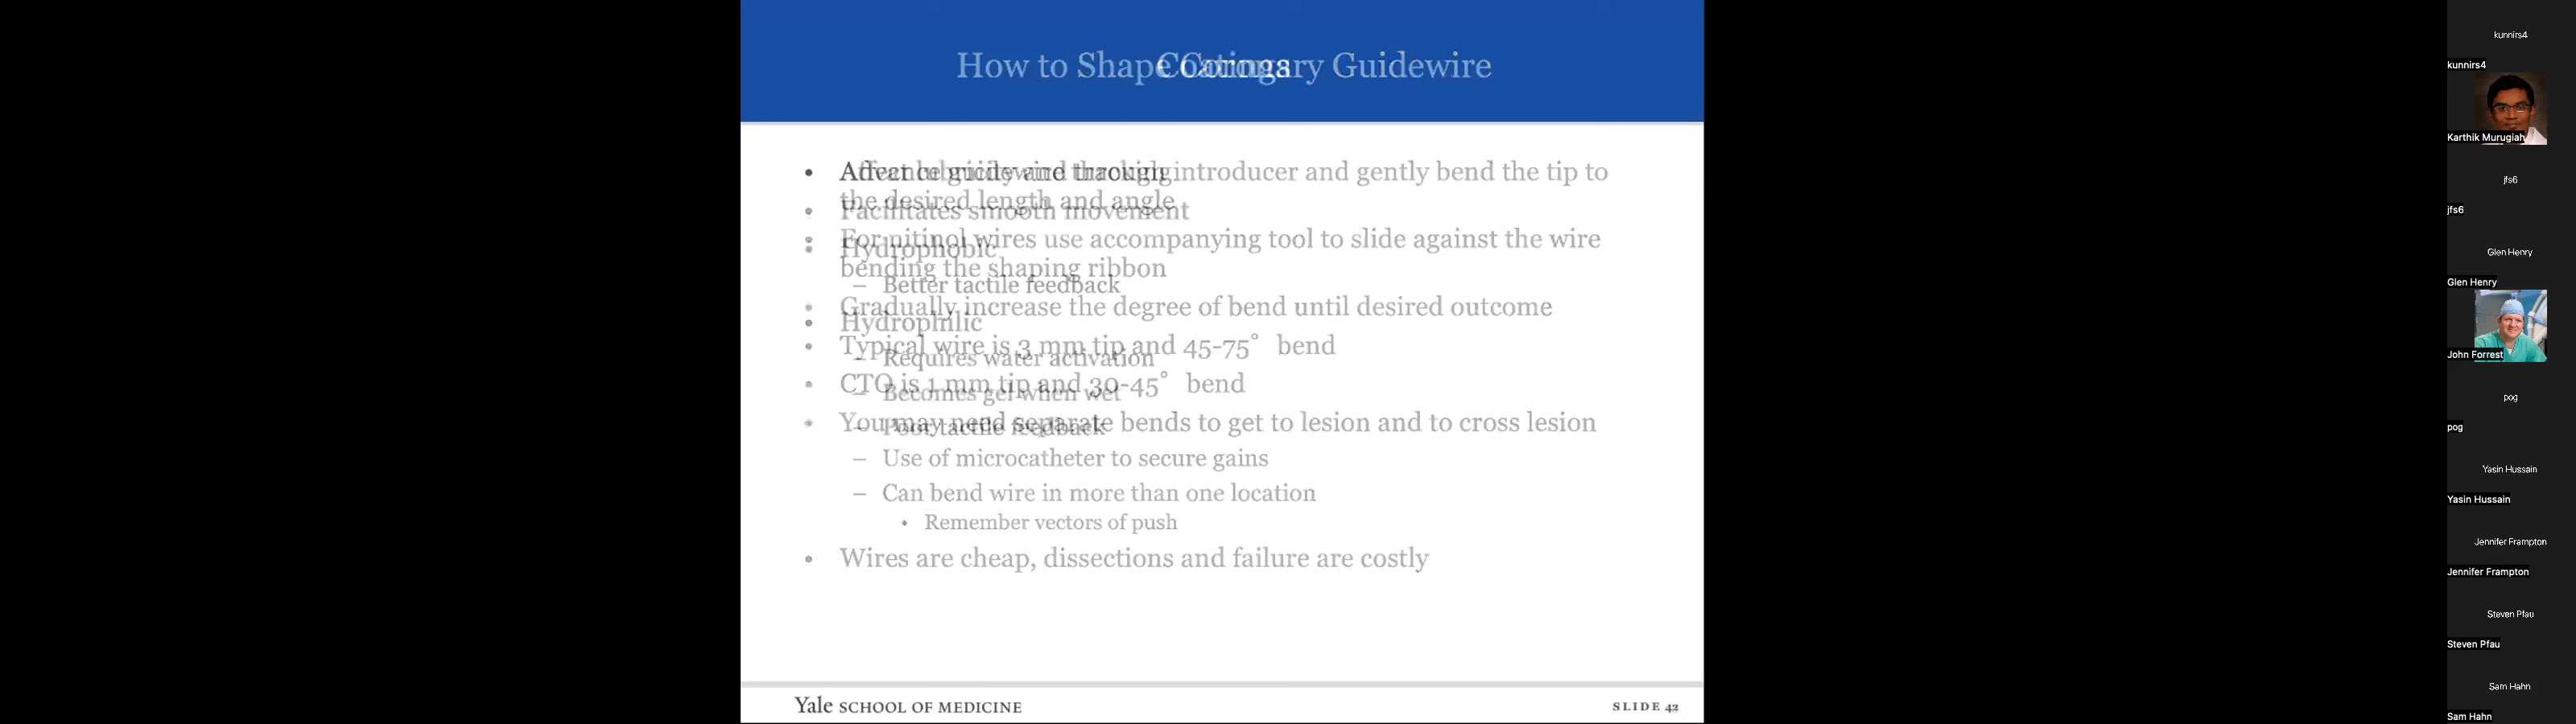 How to Shape Coronary Guidewire
Coatings
Advance guidewire through introducer and gently bend the tip to
the desired length and angle
For nitinol wires use accompanying tool to slide against the wire
bending the shaping ribbon
Gradually increase the degree of bend until desired outcome
Typical wire is 3 mm tip and 45-75° bend
CTO is 1 mm tip and 30-45° bend
You may need separate bends to get to lesion and to cross lesion
– Use of microcatheter to secure gains
– Can bend wire in more than one location
• Remember vectors of push
• Wires are cheap, dissections and failure are costly
Affect lubricity and tracking
Facilitates smooth movement
Hydrophobic
– Better tactile feedback
Hydrophilic
– Requires water activation
– Becomes gel when wet
– Poor tactile feedback
Yale SCHOOL OF MEDICINE
SLIDE
kunnirs4
kunnirs4
Karthik Murugiah
jfs6
jfs6
Glen Henry
Glen Henry
John Forrest
pog
pog
Yasin Hussain
Yasin Hussain
Jennifer Frampton
Jennifer Frampton
Steven Pfau
Steven Pfau
Sam Hahn
Sam Hahn